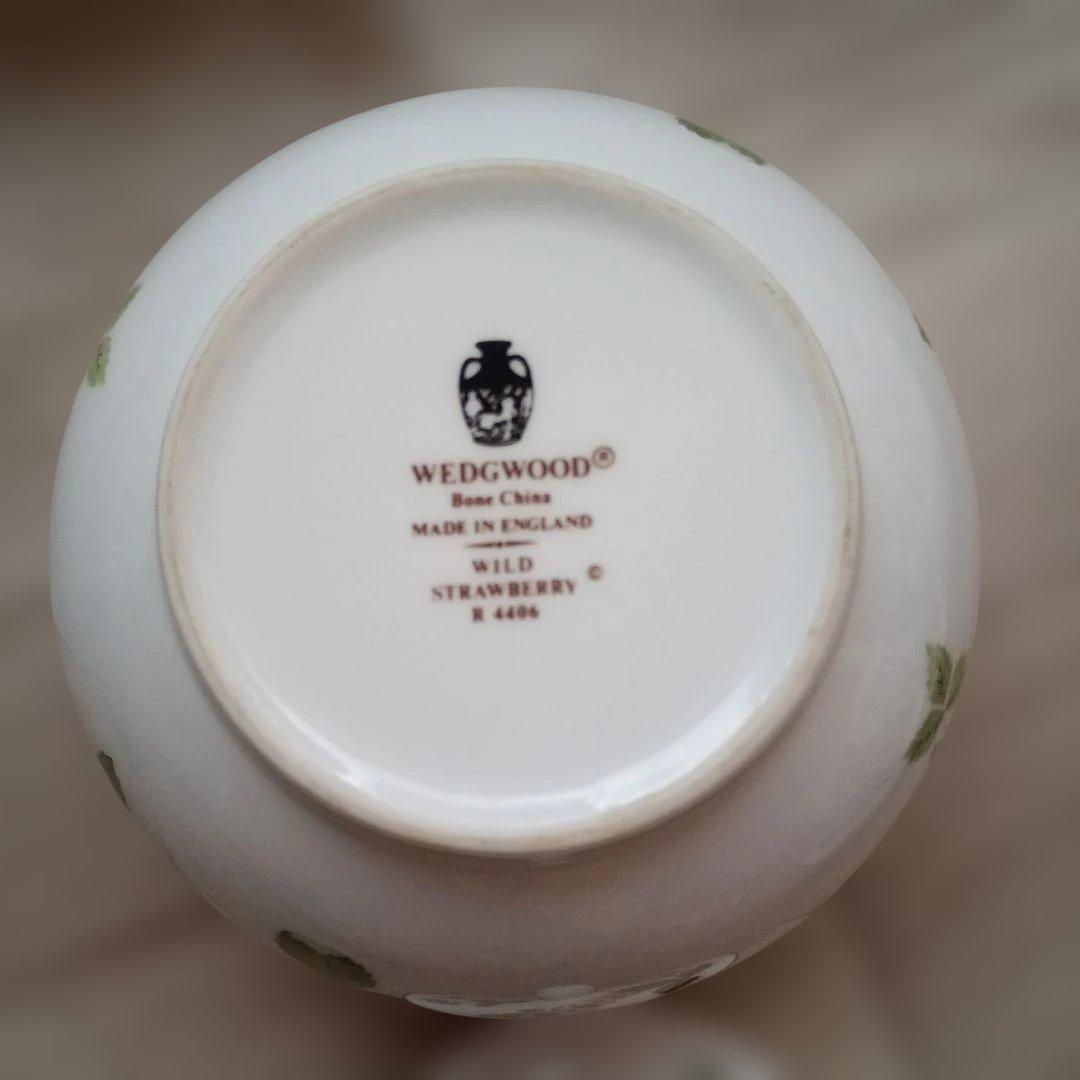 WEDGWOOD®
Bone China
MADE IN ENGLAND
WILD
STRAWBERRY ©
R 4406